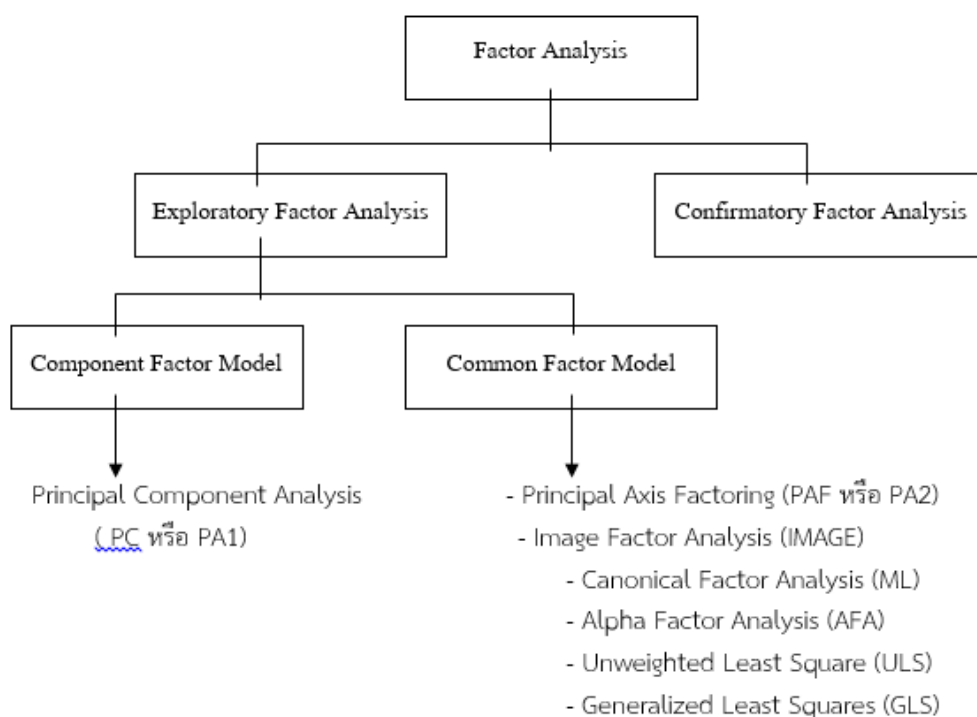 Factor Analysis
Exploratory Factor Analysis
Confirmatory Factor Analysis
Component Factor Model
Common Factor Model
Principal Component Analysis
( PC หรือ PA1)
- Principal Axis Factoring (PAF หรือ PA2)
- Image Factor Analysis (IMAGE)
- Canonical Factor Analysis (ML)
- Alpha Factor Analysis (AFA)
- Unweighted Least Square (ULS)
- Generalized Least Squares (GLS)